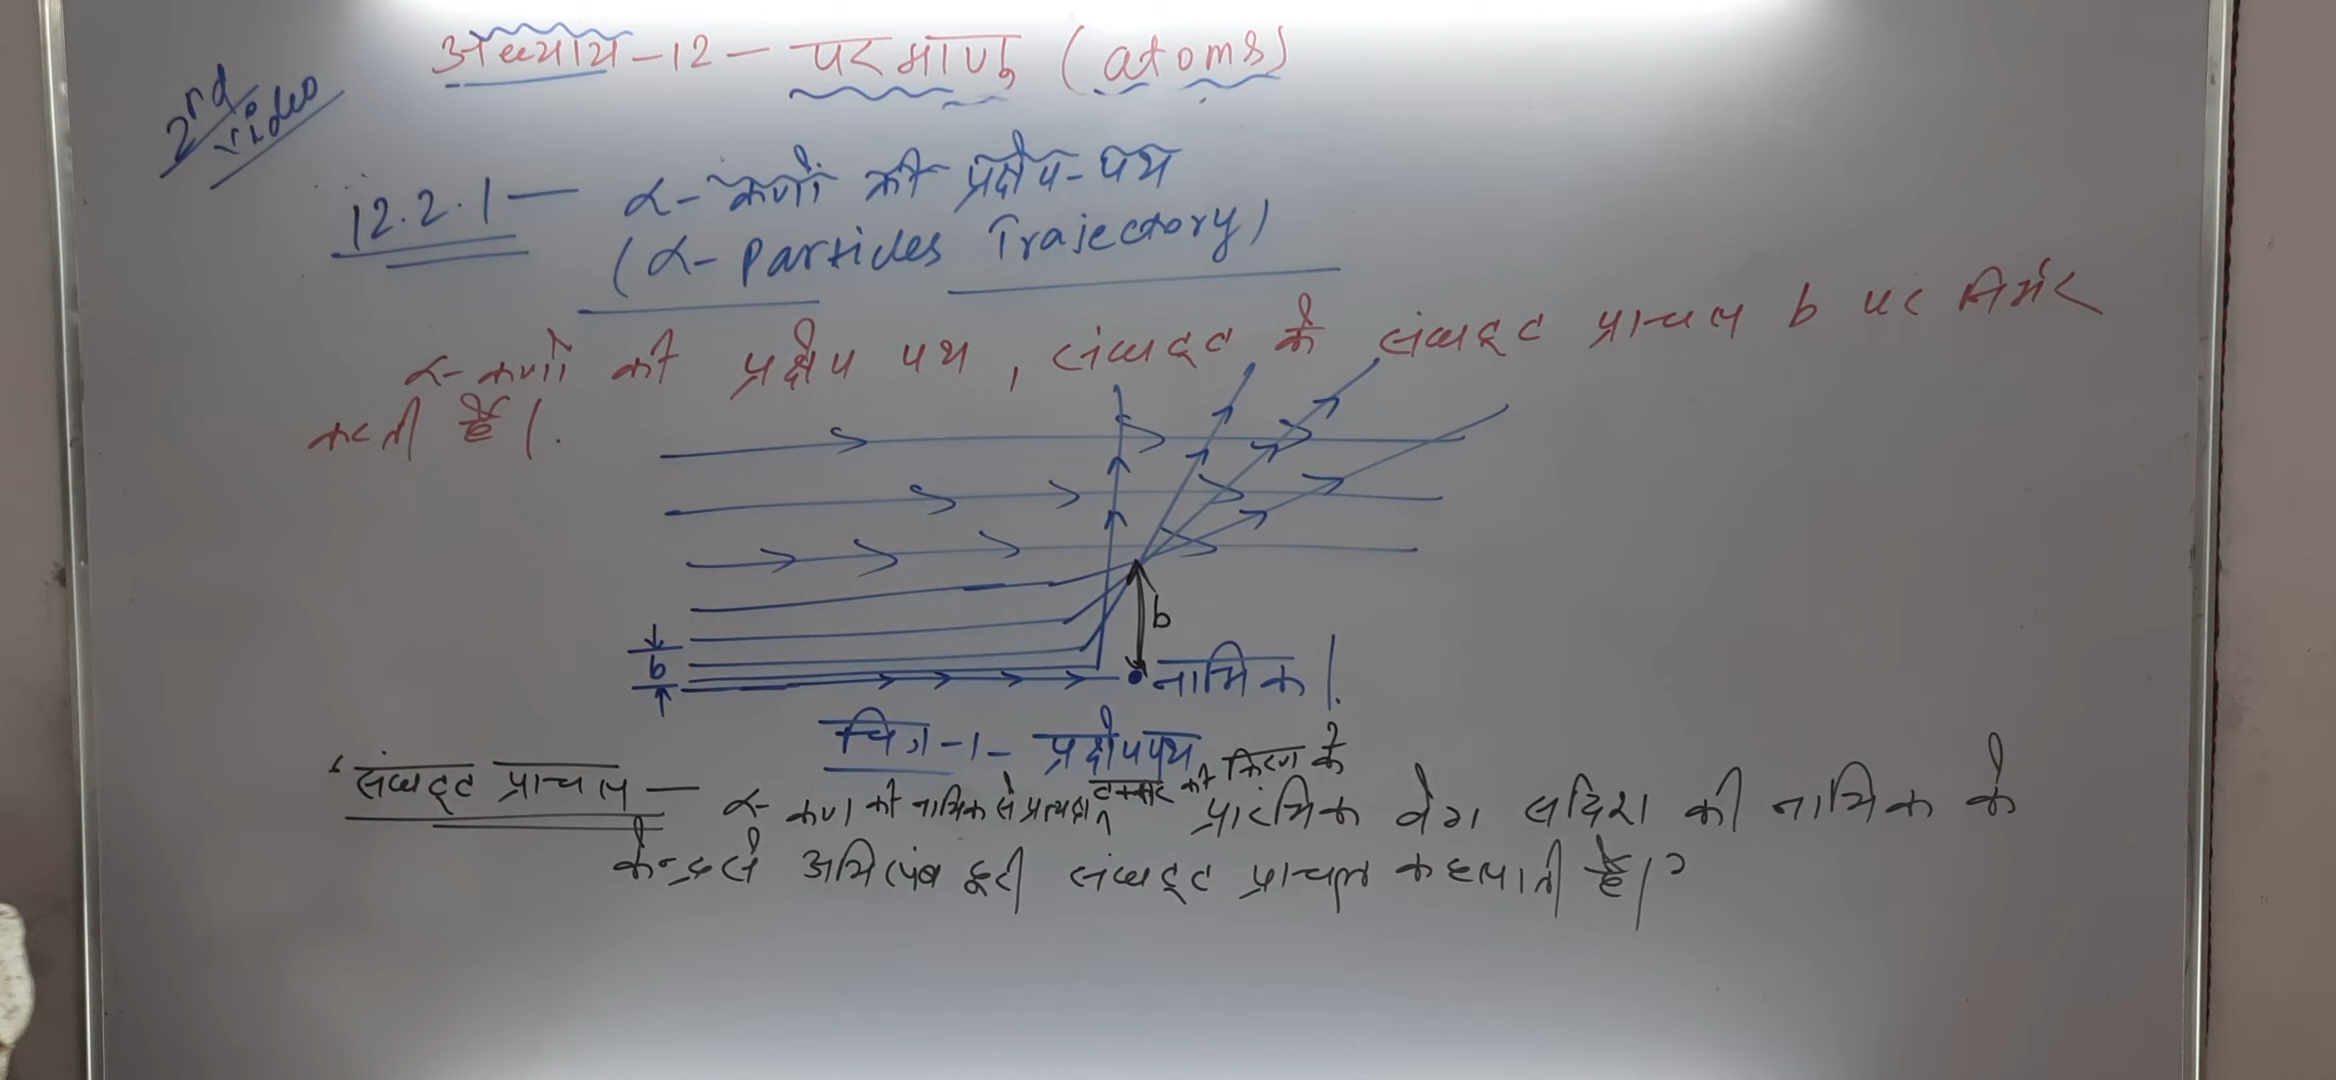 अध्याय-12- परमाणु (atoms)
2nd video
12.2.1- α-कणों की प्रक्षेप-पथ
(α- Particles Trajectory)
α-कणों की प्रक्षेप पथ, संघट्ट के संघट्ट प्राचल b पर निर्भर
करती है।
b
b
नाभिक।
चित्र-1- प्रक्षेपपथ
'संघट्ट प्राचल- α- कण की नाभिक से प्रत्यक्ष टक्कर की किरण के प्रारंभिक वेग सदिश की नाभिक के
केन्द्र से अभिलंब दूरी संघट्ट प्राचल कहलाती है।'